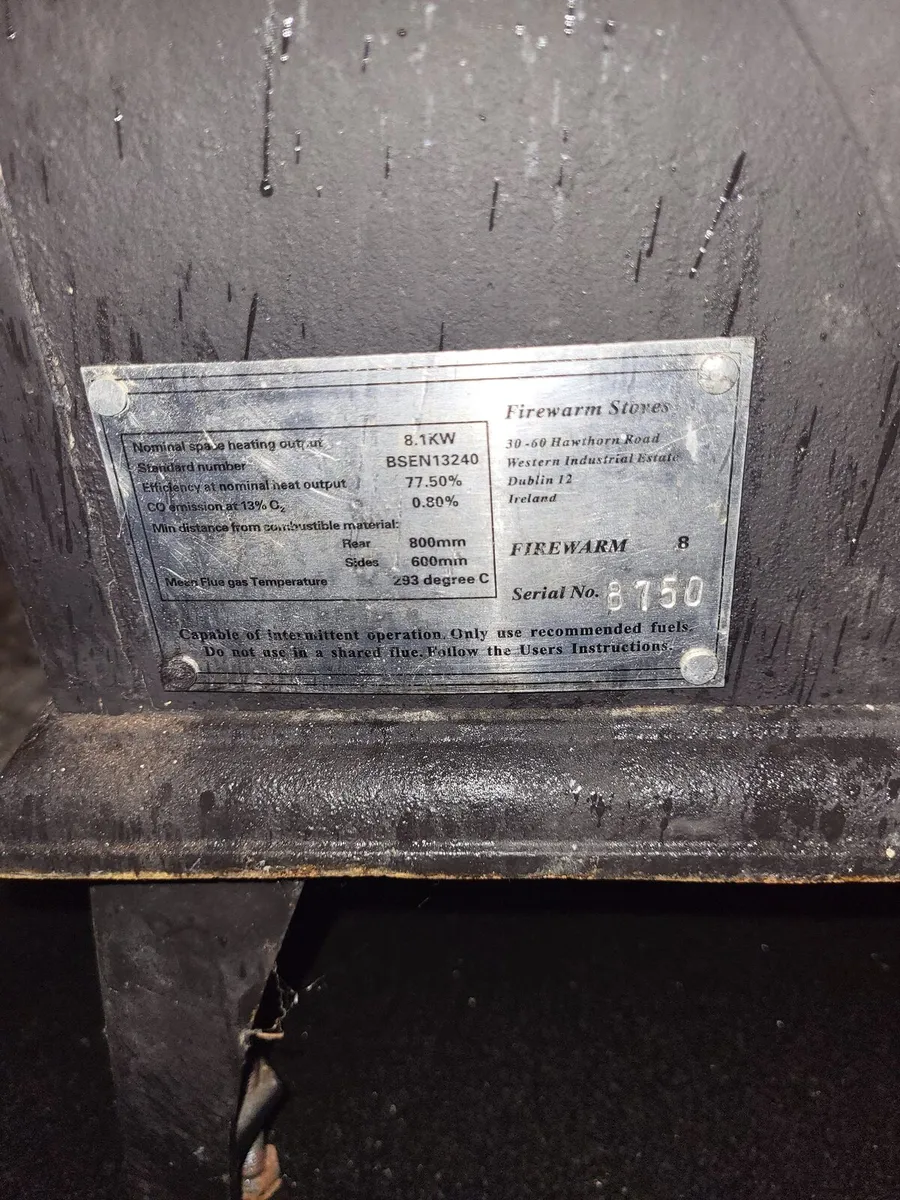 Nominal space heating output 8.1KW
Standard number BSEN13240
Efficiency at nominal heat output 77.50%
CO emission at 13% O₂ 0.80%
Min distance from combustible material:
Rear 800mm
Sides 600mm
Mean Flue gas Temperature 293 degree C
Firewarm Stoves
30-60 Hawthorn Road
Western Industrial Estate
Dublin 12
Ireland
FIREWARM 8
Serial No. 8750
Capable of intermittent operation. Only use recommended fuels.
Do not use in a shared flue. Follow the Users Instructions.